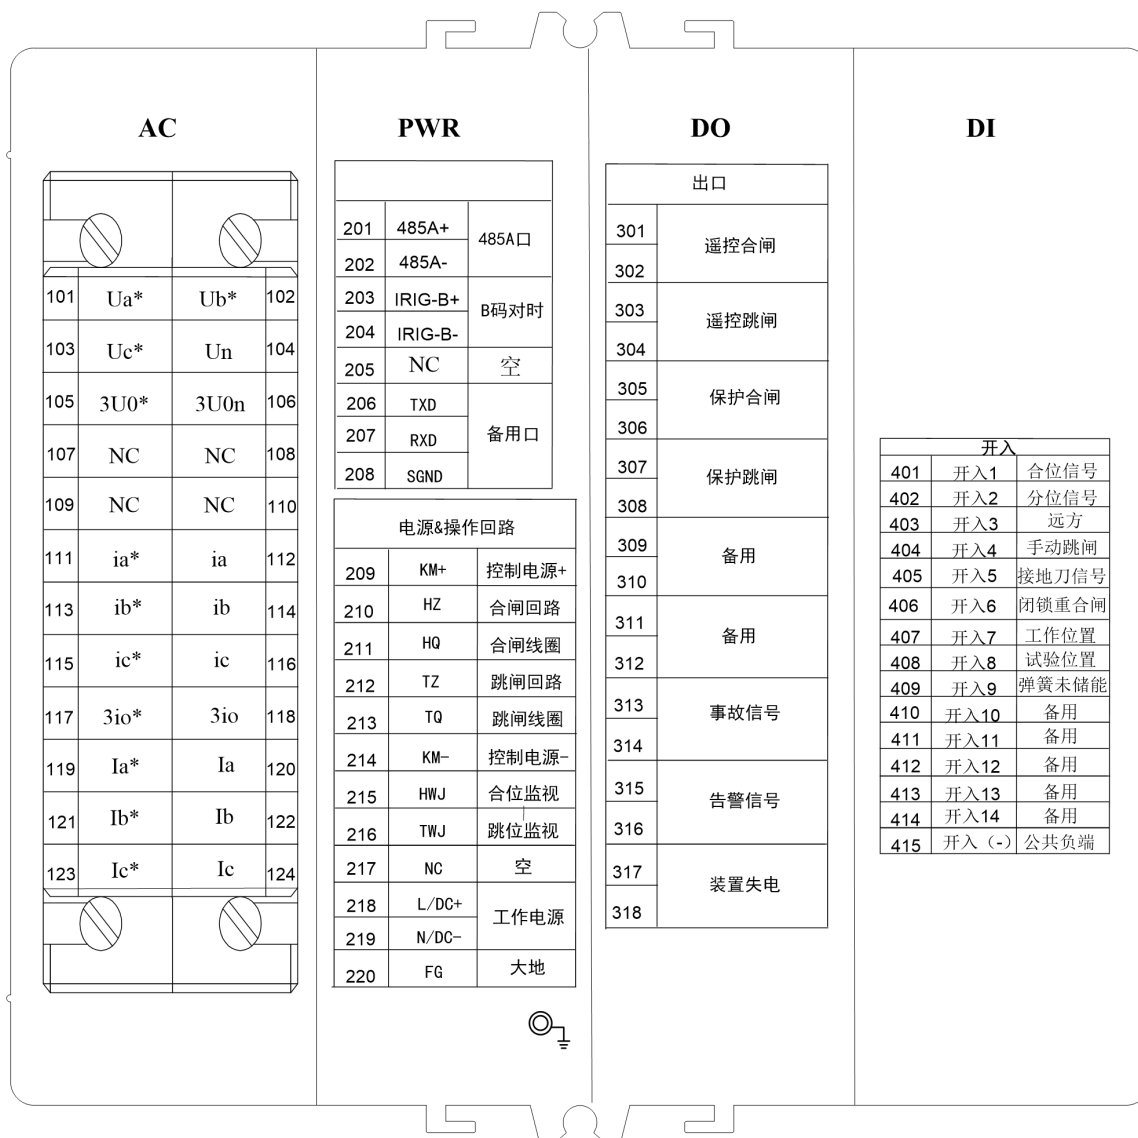 AC PWR DO DI
101 Ua* Ub* 102
103 Uc* Un 104
105 3U0* 3U0n 106
107 NC NC 108
109 NC NC 110
111 ia* ia 112
113 ib* ib 114
115 ic* ic 116
117 3io* 3io 118
119 Ia* Ia 120
121 Ib* Ib 122
123 Ic* Ic 124
201 485A+ 485A口
202 485A-
203 IRIG-B+ B码对时
204 IRIG-B-
205 NC 空
206 TXD
207 RXD 备用口
208 SGND
电源&操作回路
209 KM+ 控制电源+
210 HZ 合闸回路
211 HQ 合闸线圈
212 TZ 跳闸回路
213 TQ 跳闸线圈
214 KM- 控制电源-
215 HWJ 合位监视
216 TWJ 跳位监视
217 NC 空
218 L/DC+ 工作电源
219 N/DC-
220 FG 大地
出口
301 遥控合闸
302
303 遥控跳闸
304
305 保护合闸
306
307 保护跳闸
308
309 备用
310
311 备用
312
313 事故信号
314
315 告警信号
316
317 装置失电
318
开入
401 开入1 合位信号
402 开入2 分位信号
403 开入3 远方
404 开入4 手动跳闸
405 开入5 接地刀信号
406 开入6 闭锁重合闸
407 开入7 工作位置
408 开入8 试验位置
409 开入9 弹簧未储能
410 开入10 备用
411 开入11 备用
412 开入12 备用
413 开入13 备用
414 开入14 备用
415 开入（-） 公共负端